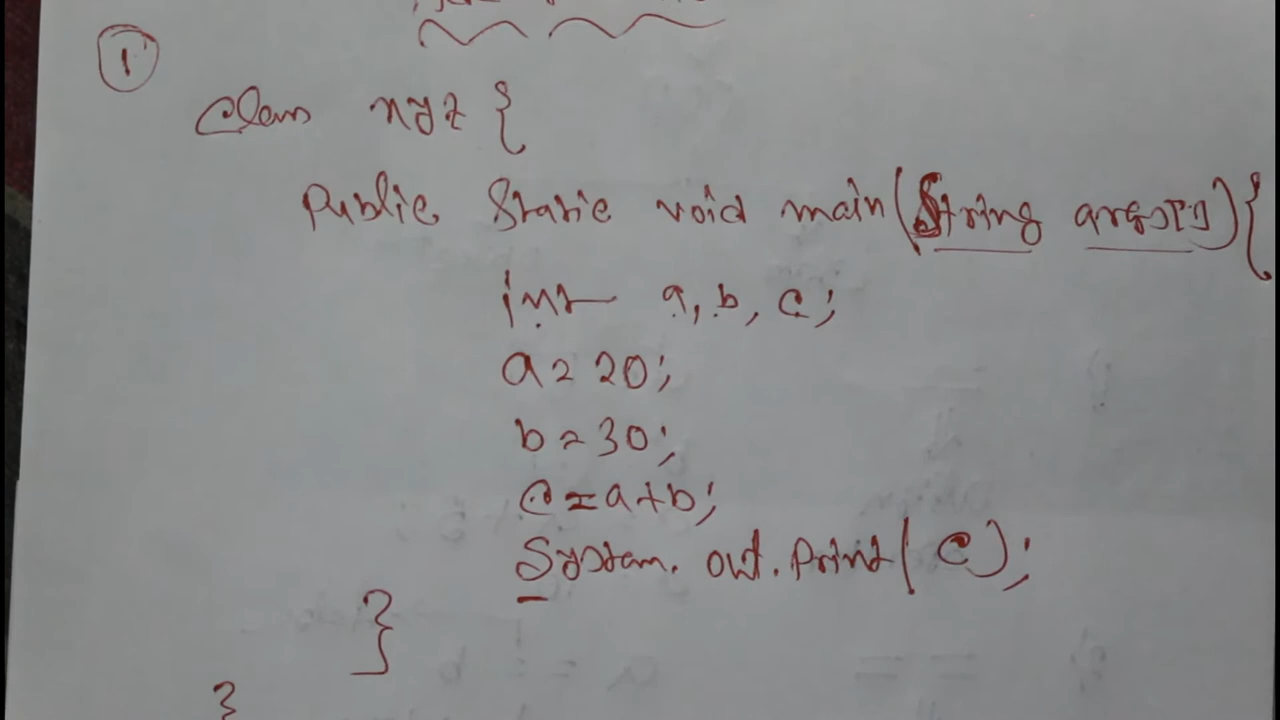 1
class xyz {
Public Static void main(String args[]){
int a, b, c;
a = 20;
b = 30;
c = a+b;
System. out. Print( c);
}
}